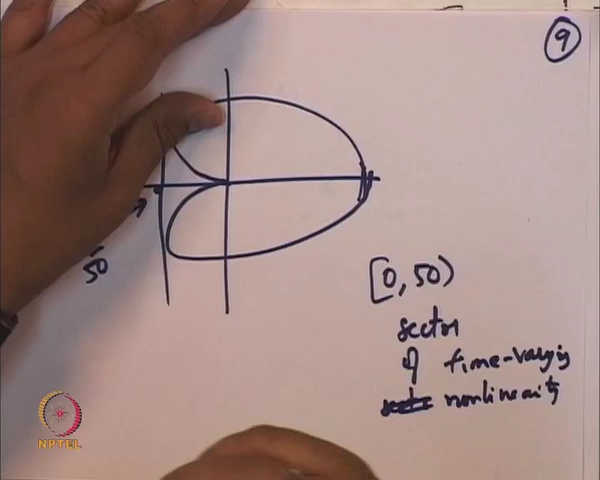 9
50
[0, 50)
sector
of time-varying
nonlinearity
NPTEL